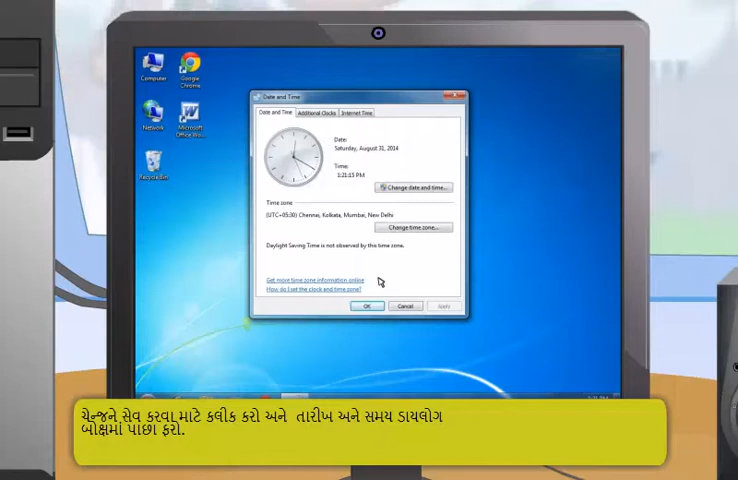 Computer
Google Chrome
Network
Microsoft Office Wo...
Recycle Bin
Date and Time
Date and Time
Additional Clocks
Internet Time
Date:
Saturday, August 31, 2014
Time:
1:21:15 PM
Change date and time...
Time zone
(UTC+05:30) Chennai, Kolkata, Mumbai, New Delhi
Change time zone...
Daylight Saving Time is not observed by this time zone.
Get more time zone information online
How do I set the clock and time zone?
OK
Cancel
Apply
ચેન્જને સેવ કરવા માટે કલીક કરો અને તારીખ અને સમય ડાયલોગ
બોક્ષમાં પાછા ફરો.